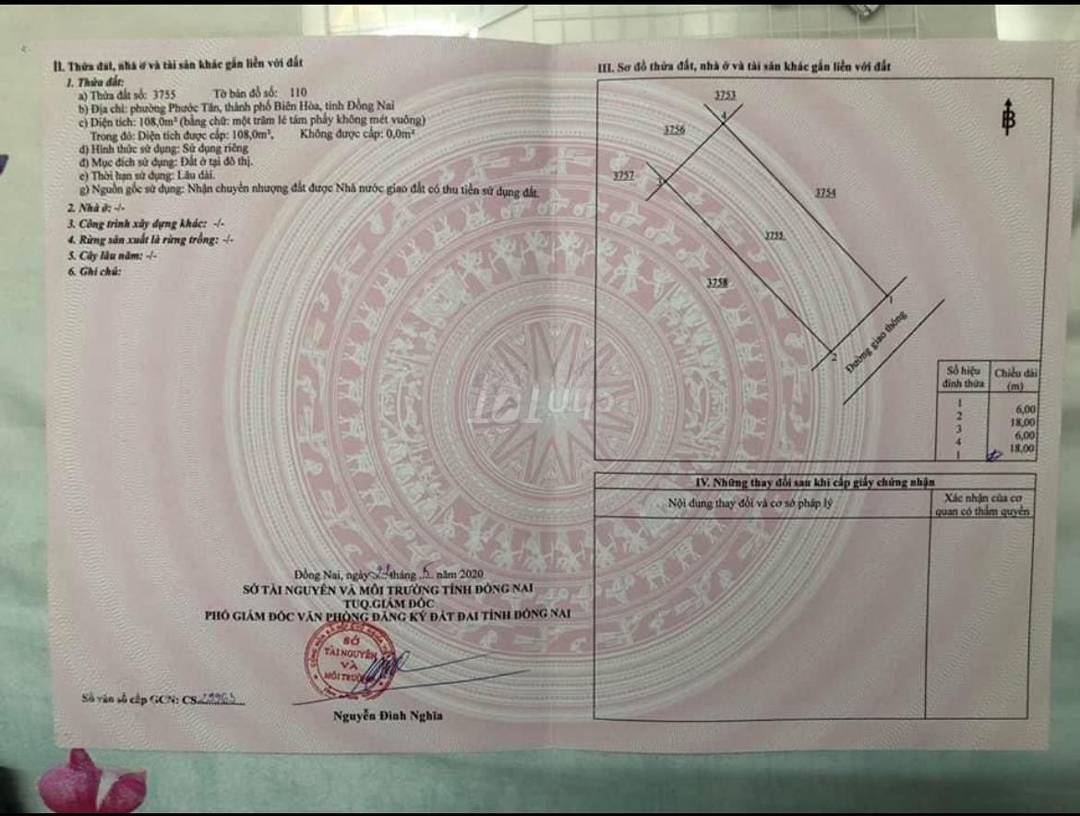 II. Thửa đất, nhà ở và tài sản khác gắn liền với đất
1. Thửa đất:
a) Thửa đất số: 3755 Tờ bản đồ số: 110
b) Địa chỉ: phường Phước Tân, thành phố Biên Hòa, tỉnh Đồng Nai
c) Diện tích: 108,0m² (bằng chữ: một trăm lẻ tám phẩy không mét vuông)
Trong đó: Diện tích được cấp: 108,0m², Không được cấp: 0,0m²
d) Hình thức sử dụng: Sử dụng riêng
đ) Mục đích sử dụng: Đất ở tại đô thị.
e) Thời hạn sử dụng: Lâu dài.
g) Nguồn gốc sử dụng: Nhận chuyển nhượng đất được Nhà nước giao đất có thu tiền sử dụng đất.
2. Nhà ở: -/-
3. Công trình xây dựng khác: -/-
4. Rừng sản xuất là rừng trồng: -/-
5. Cây lâu năm: -/-
6. Ghi chú:
Đồng Nai, ngày tháng 5 năm 2020
SỞ TÀI NGUYÊN VÀ MÔI TRƯỜNG TỈNH ĐỒNG NAI
TUQ.GIÁM ĐỐC
PHÓ GIÁM ĐỐC VĂN PHÒNG ĐĂNG KÝ ĐẤT ĐAI TỈNH ĐỒNG NAI
SỞ
TÀI NGUYÊN
VÀ
MÔI TRƯỜNG
Số vào sổ cấp GCN: CS
Nguyễn Đình Nghĩa
III. Sơ đồ thửa đất, nhà ở và tài sản khác gắn liền với đất
3753
4
B
3756
3757
3
3754
3755
3758
1
2
Đường giao thông
Số hiệu đỉnh thửa
Chiều dài (m)
1
6,00
2
18,00
3
6,00
4
18,00
1
IV. Những thay đổi sau khi cấp giấy chứng nhận
Nội dung thay đổi và cơ sở pháp lý
Xác nhận của cơ
quan có thẩm quyền